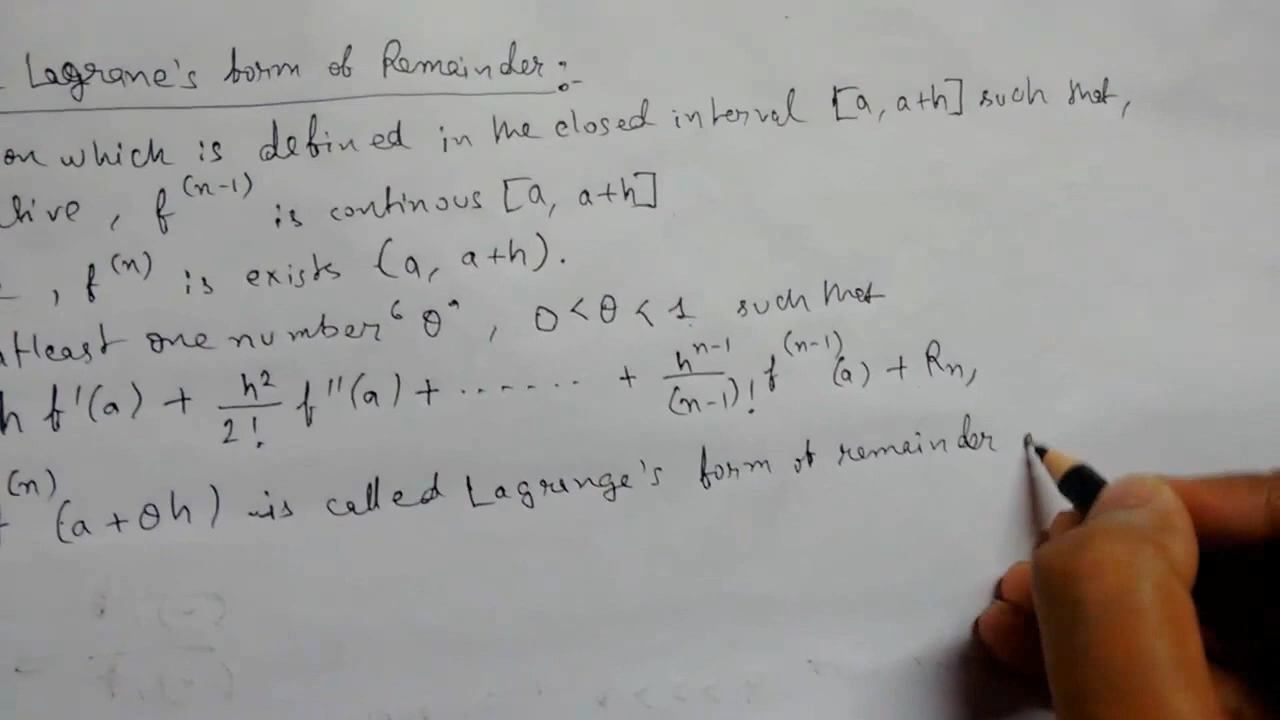 Lagrane's form of Remainder :-
on which is defined in the closed interval [a, a+h] such that,
tive, f^(n-1) is continous [a, a+h]
, f^(n) is exists (a, a+h).
atleast one number "θ", 0 < θ < 1 such that
h f'(a) + h²/2! f''(a) + ....... + h^(n-1)/(n-1)! f^(n-1)(a) + Rn,
f^(n) (a + θh) is called Lagrange's form of remainder